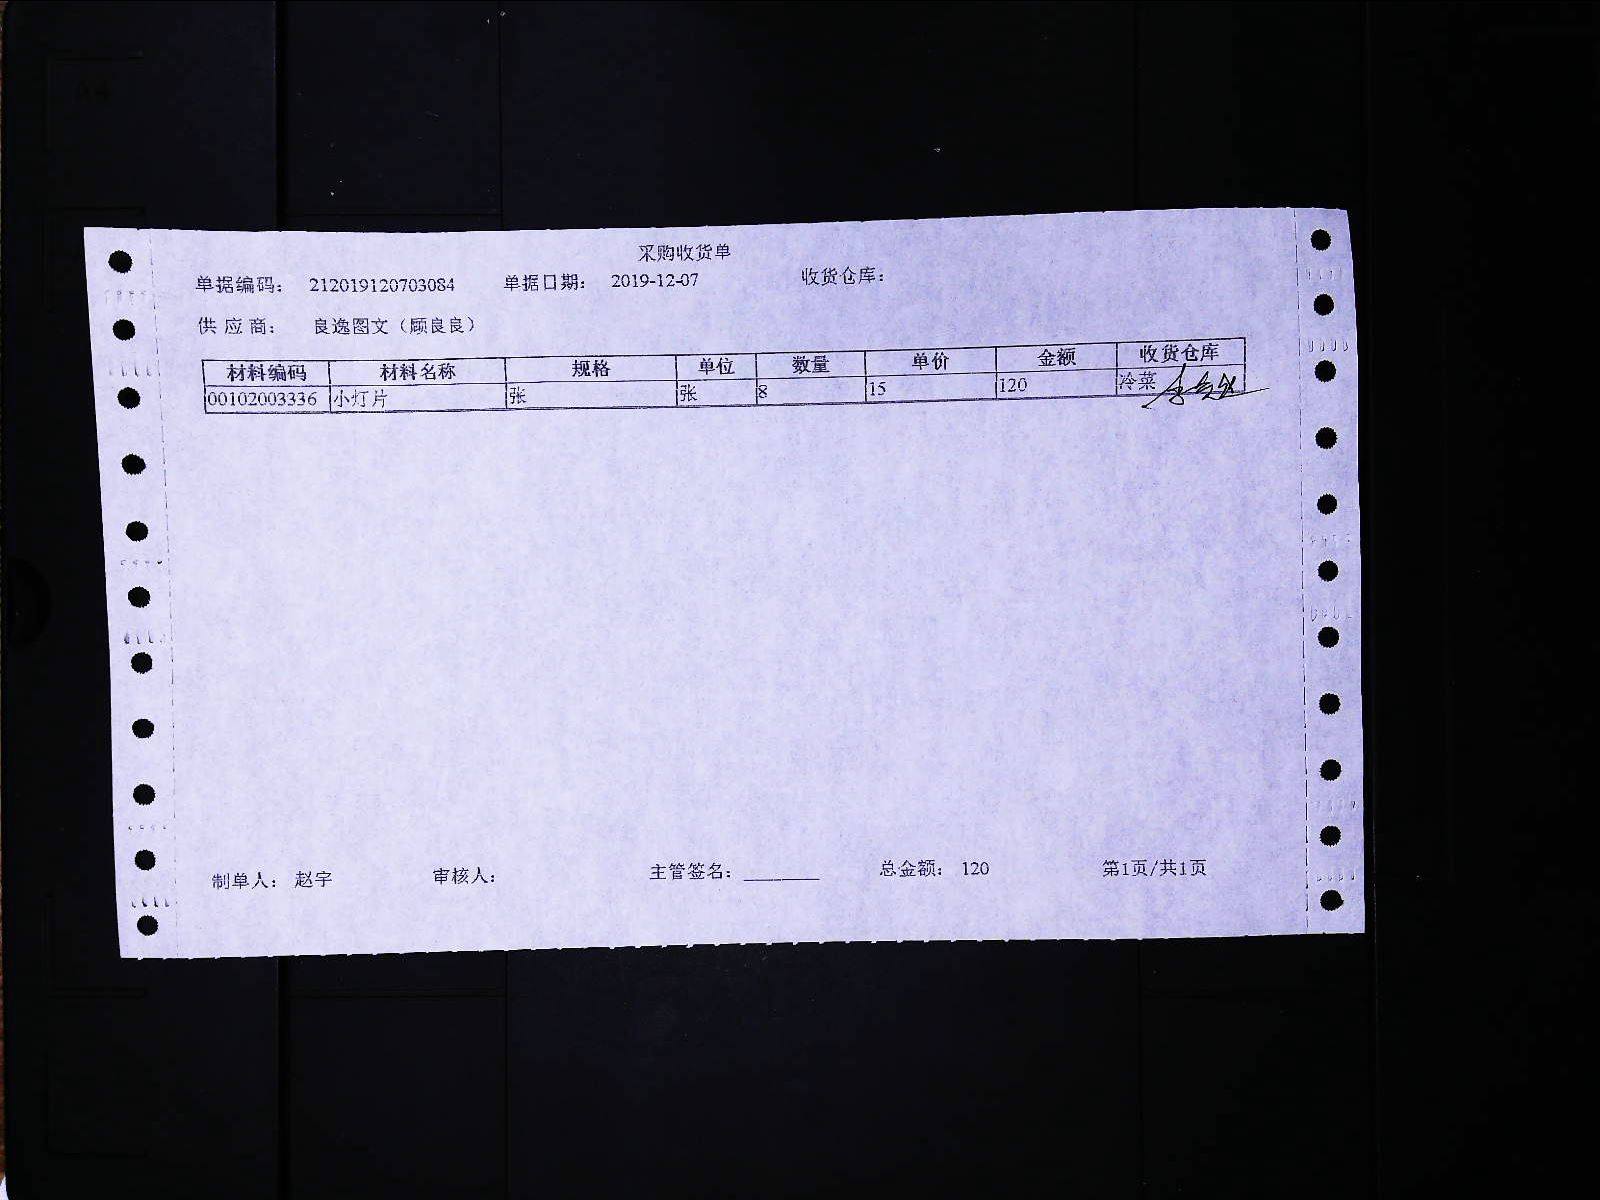 采购收货单
单据编码： 212019120703084 单据日期： 2019-12-07 收货仓库：
供应商： 良逸图文（顾良良）
材料编码 材料名称 规格 单位 数量 单价 金额 收货仓库
00102003336 小灯片 张 张 8 15 120 冷菜
制单人： 赵宇 审核人： 主管签名：________ 总金额： 120 第1页/共1页